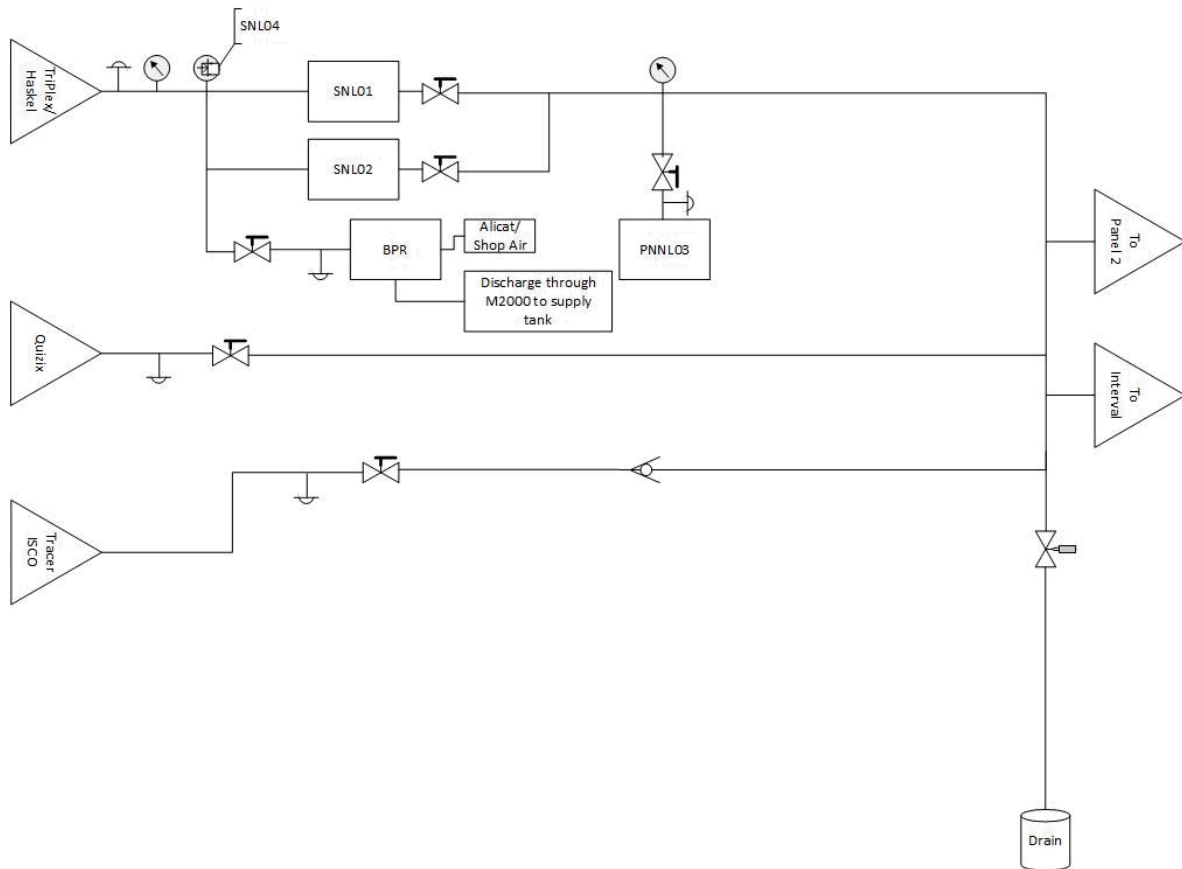 SNL04
TriPlex/
Haskel
SNL01
SNL02
BPR
Alicat/
Shop Air
PNNL03
Discharge through
M2000 to supply
tank
To
Panel 2
Quizix
To
Interval
Tracer
ISCO
Drain